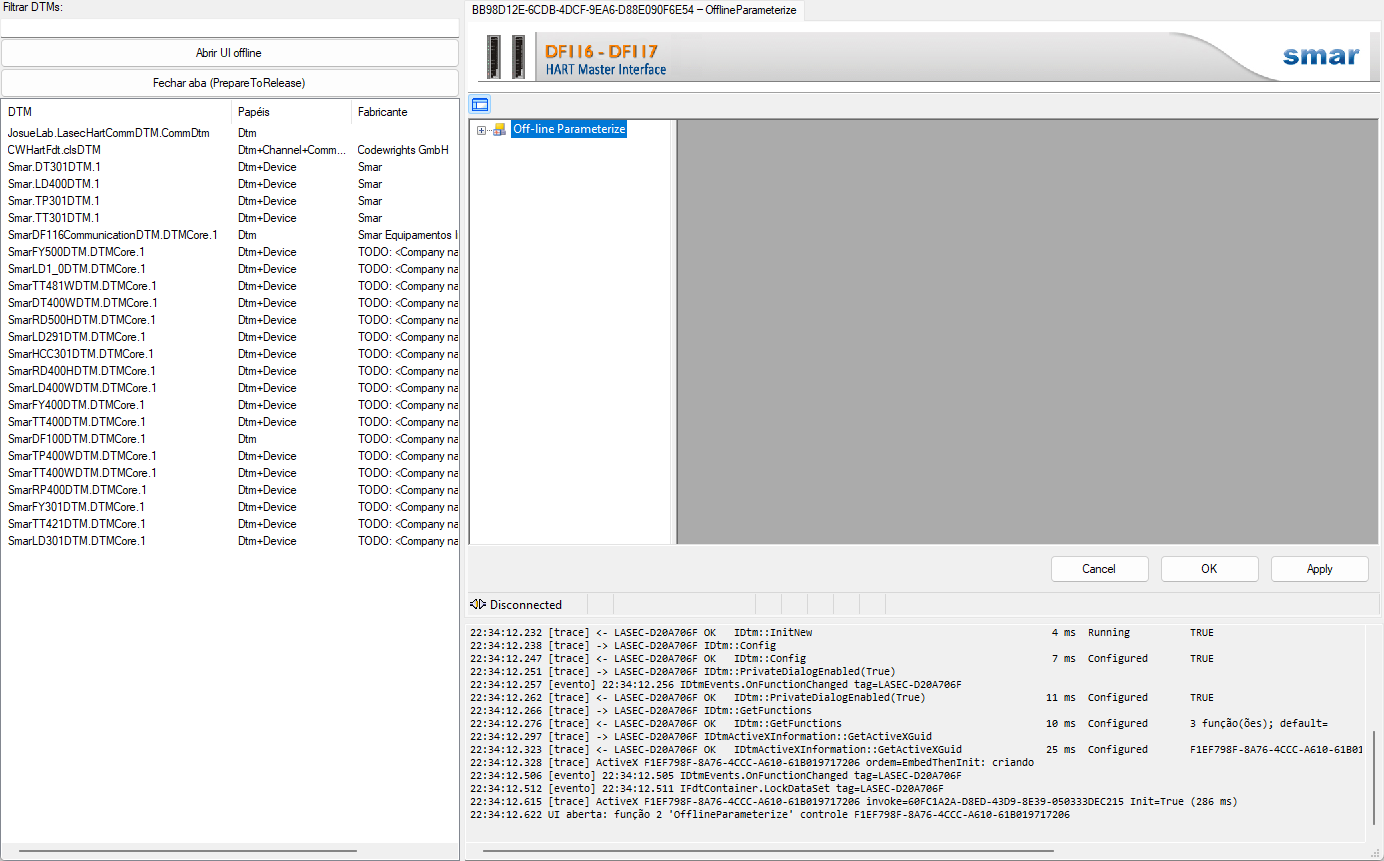 Filtrar DTMs:
Abrir UI offline
Fechar aba (PrepareToRelease)
DTM Papéis Fabricante
JosueLab.LasecHartCommDTM.CommDtm Dtm
CWHartFdt.clsDTM Dtm+Channel+Comm... Codewrights GmbH
Smar.DT301DTM.1 Dtm+Device Smar
Smar.LD400DTM.1 Dtm+Device Smar
Smar.TP301DTM.1 Dtm+Device Smar
Smar.TT301DTM.1 Dtm+Device Smar
SmarDF116CommunicationDTM.DTMCore.1 Dtm Smar Equipamentos I
SmarFY500DTM.DTMCore.1 Dtm+Device TODO: <Company na
SmarLD1_0DTM.DTMCore.1 Dtm+Device TODO: <Company na
SmarTT481WDTM.DTMCore.1 Dtm+Device TODO: <Company na
SmarDT400WDTM.DTMCore.1 Dtm+Device TODO: <Company na
SmarRD500HDTM.DTMCore.1 Dtm+Device TODO: <Company na
SmarLD291DTM.DTMCore.1 Dtm+Device TODO: <Company na
SmarHCC301DTM.DTMCore.1 Dtm+Device TODO: <Company na
SmarRD400HDTM.DTMCore.1 Dtm+Device TODO: <Company na
SmarLD400WDTM.DTMCore.1 Dtm+Device TODO: <Company na
SmarFY400DTM.DTMCore.1 Dtm+Device TODO: <Company na
SmarTT400DTM.DTMCore.1 Dtm+Device TODO: <Company na
SmarDF100DTM.DTMCore.1 Dtm TODO: <Company na
SmarTP400WDTM.DTMCore.1 Dtm+Device TODO: <Company na
SmarTT400WDTM.DTMCore.1 Dtm+Device TODO: <Company na
SmarRP400DTM.DTMCore.1 Dtm+Device TODO: <Company na
SmarFY301DTM.DTMCore.1 Dtm+Device TODO: <Company na
SmarTT421DTM.DTMCore.1 Dtm+Device TODO: <Company na
SmarLD301DTM.DTMCore.1 Dtm+Device TODO: <Company na
BB98D12E-6CDB-4DCF-9EA6-D88E090F6E54 – OfflineParameterize
DF116 - DF117
HART Master Interface
smar
Off-line Parameterize
Cancel OK Apply
Disconnected
22:34:12.232 [trace] <- LASEC-D20A706F OK IDtm::InitNew 4 ms Running TRUE
22:34:12.238 [trace] -> LASEC-D20A706F IDtm::Config
22:34:12.247 [trace] <- LASEC-D20A706F OK IDtm::Config 7 ms Configured TRUE
22:34:12.251 [trace] -> LASEC-D20A706F IDtm::PrivateDialogEnabled(True)
22:34:12.257 [evento] 22:34:12.256 IDtmEvents.OnFunctionChanged tag=LASEC-D20A706F
22:34:12.262 [trace] <- LASEC-D20A706F OK IDtm::PrivateDialogEnabled(True) 11 ms Configured TRUE
22:34:12.266 [trace] -> LASEC-D20A706F IDtm::GetFunctions
22:34:12.276 [trace] <- LASEC-D20A706F OK IDtm::GetFunctions 10 ms Configured 3 função(ões); default=
22:34:12.297 [trace] -> LASEC-D20A706F IDtmActiveXInformation::GetActiveXGuid
22:34:12.323 [trace] <- LASEC-D20A706F OK IDtmActiveXInformation::GetActiveXGuid 25 ms Configured F1EF798F-8A76-4CCC-A610-61B01
22:34:12.328 [trace] ActiveX F1EF798F-8A76-4CCC-A610-61B019717206 ordem=EmbedThenInit: criando
22:34:12.506 [evento] 22:34:12.505 IDtmEvents.OnFunctionChanged tag=LASEC-D20A706F
22:34:12.512 [evento] 22:34:12.511 IFdtContainer.LockDataSet tag=LASEC-D20A706F
22:34:12.615 [trace] ActiveX F1EF798F-8A76-4CCC-A610-61B019717206 invoke=60FC1A2A-D8ED-43D9-8E39-050333DEC215 Init=True (286 ms)
22:34:12.622 UI aberta: função 2 'OfflineParameterize' controle F1EF798F-8A76-4CCC-A610-61B019717206